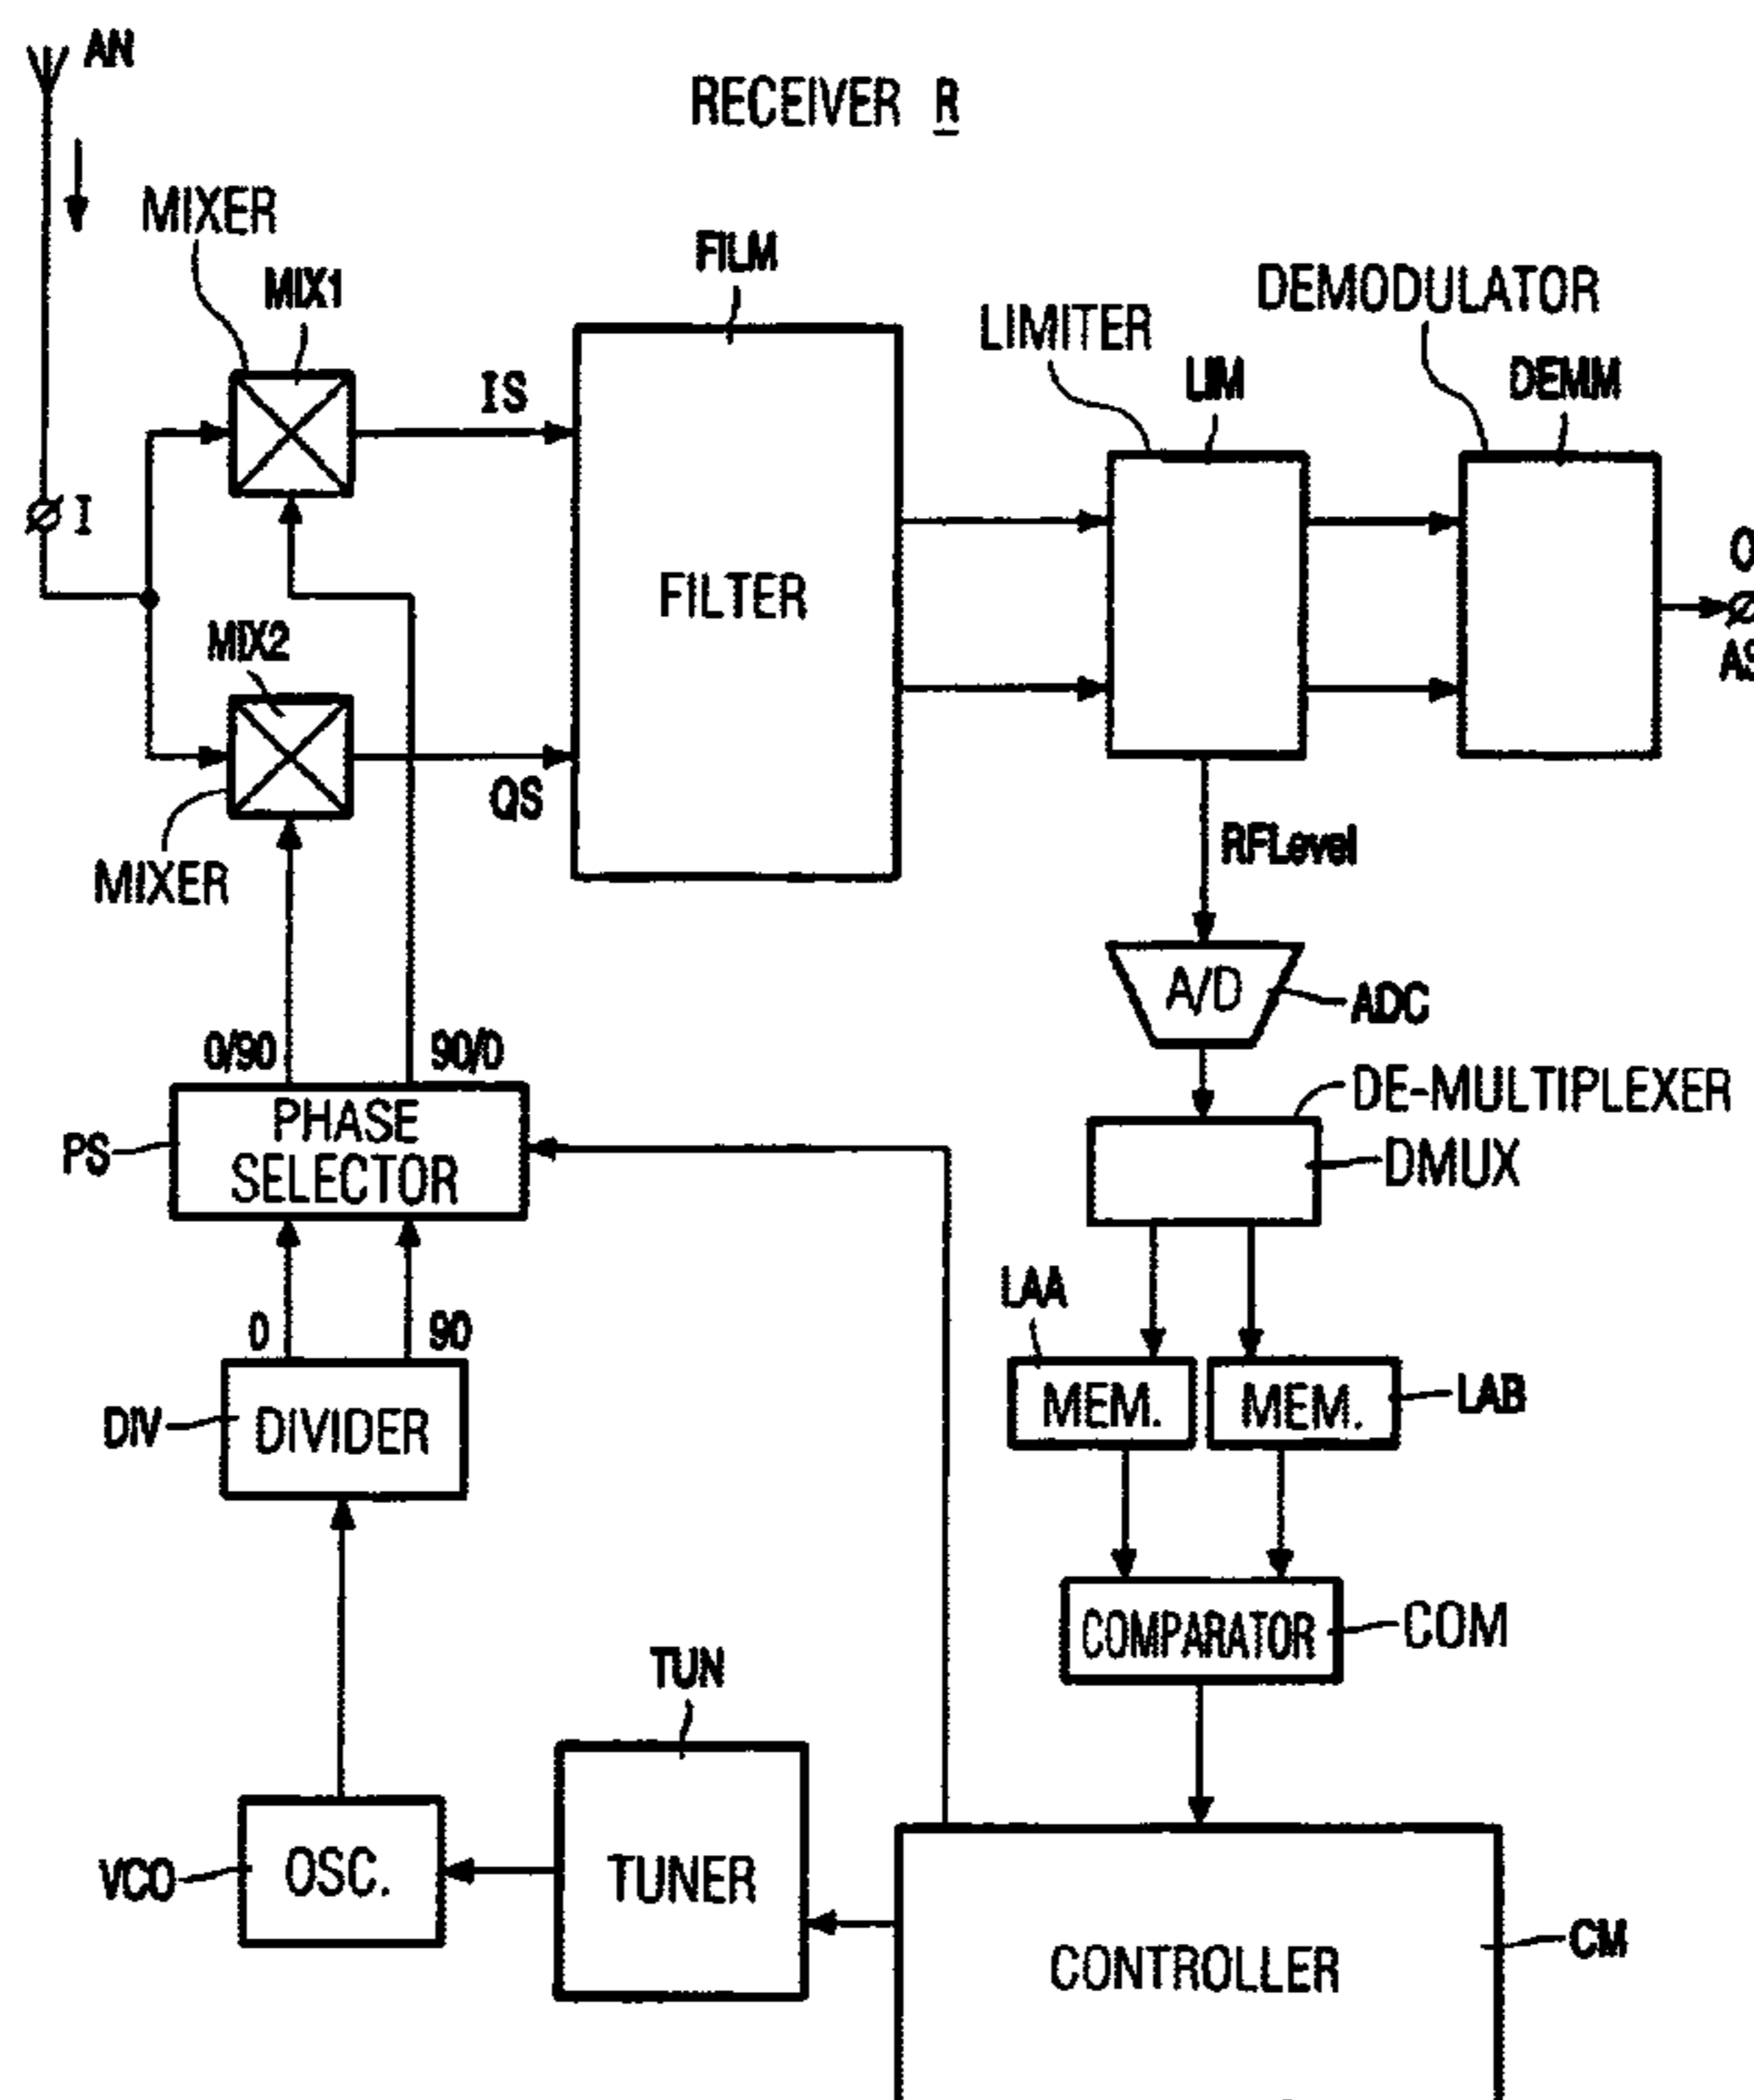 AN
RECEIVER R
MIXER
MIX1
FILM
LIMITER
LIM
DEMODULATOR
DEMM
IS
I
FILTER
MIX2
QS
MIXER
RFLevel
A/D
ADC
0/90
90/0
PHASE
SELECTOR
PS
DE-MULTIPLEXER
DMUX
0
90
LAA
MEM.
MEM.
LAB
DIV
DIVIDER
COMPARATOR
COM
TUN
VCO
OSC.
TUNER
CONTROLLER
CM